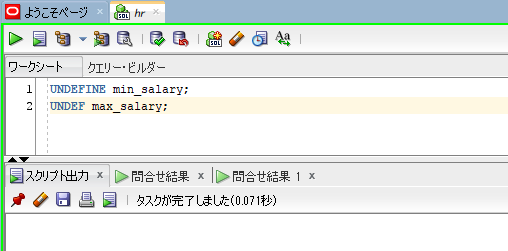 ようこそページ hr
ワークシート クエリー・ビルダー
1 UNDEFINE min_salary;
2 UNDEF max_salary;
スクリプト出力 問合せ結果 問合せ結果 1
タスクが完了しました(0.071秒)